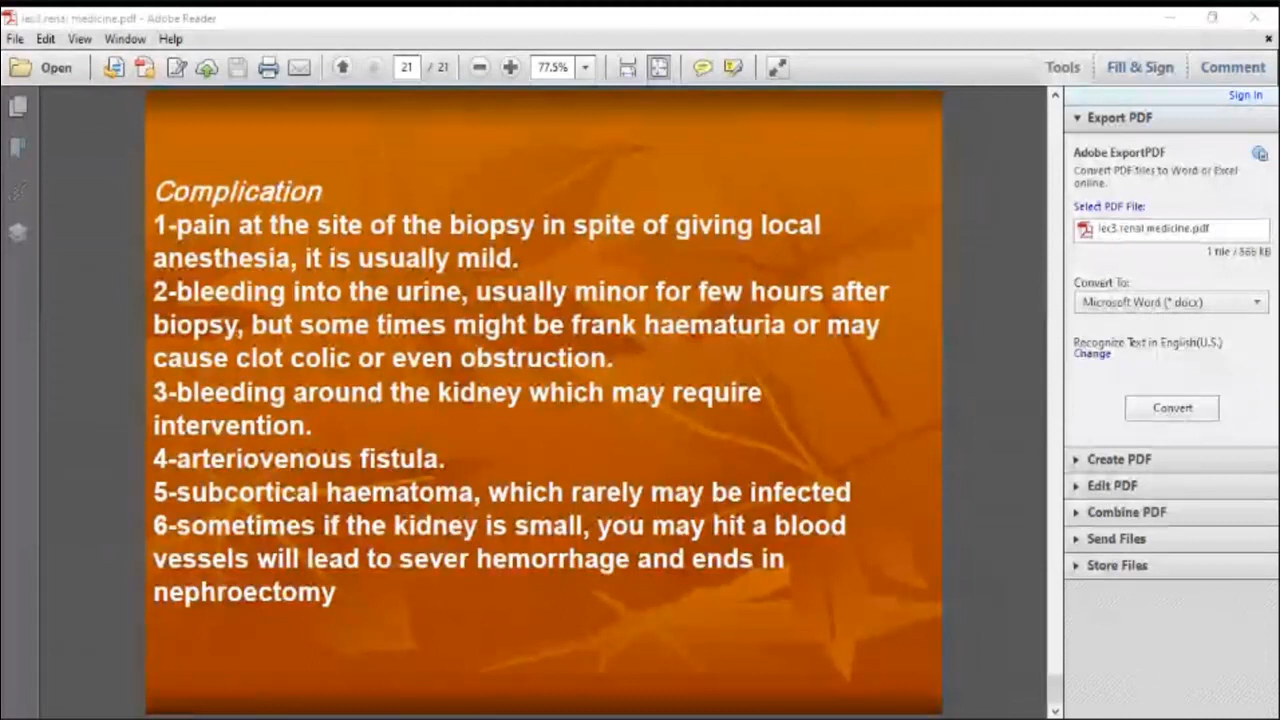 lec3.renal medicine.pdf - Adobe Reader
File Edit View Window Help
Open 21 / 21 77.5% Tools Fill & Sign Comment
Sign In
Export PDF
Adobe ExportPDF
Convert PDF files to Word or Excel
online.
Select PDF File:
lec3.renal medicine.pdf
1 file / 566 KB
Convert To:
Microsoft Word (*.docx)
Recognize Text in English(U.S.)
Change
Convert
Create PDF
Edit PDF
Combine PDF
Send Files
Store Files
Complication
1-pain at the site of the biopsy in spite of giving local
anesthesia, it is usually mild.
2-bleeding into the urine, usually minor for few hours after
biopsy, but some times might be frank haematuria or may
cause clot colic or even obstruction.
3-bleeding around the kidney which may require
intervention.
4-arteriovenous fistula.
5-subcortical haematoma, which rarely may be infected
6-sometimes if the kidney is small, you may hit a blood
vessels will lead to sever hemorrhage and ends in
nephroectomy